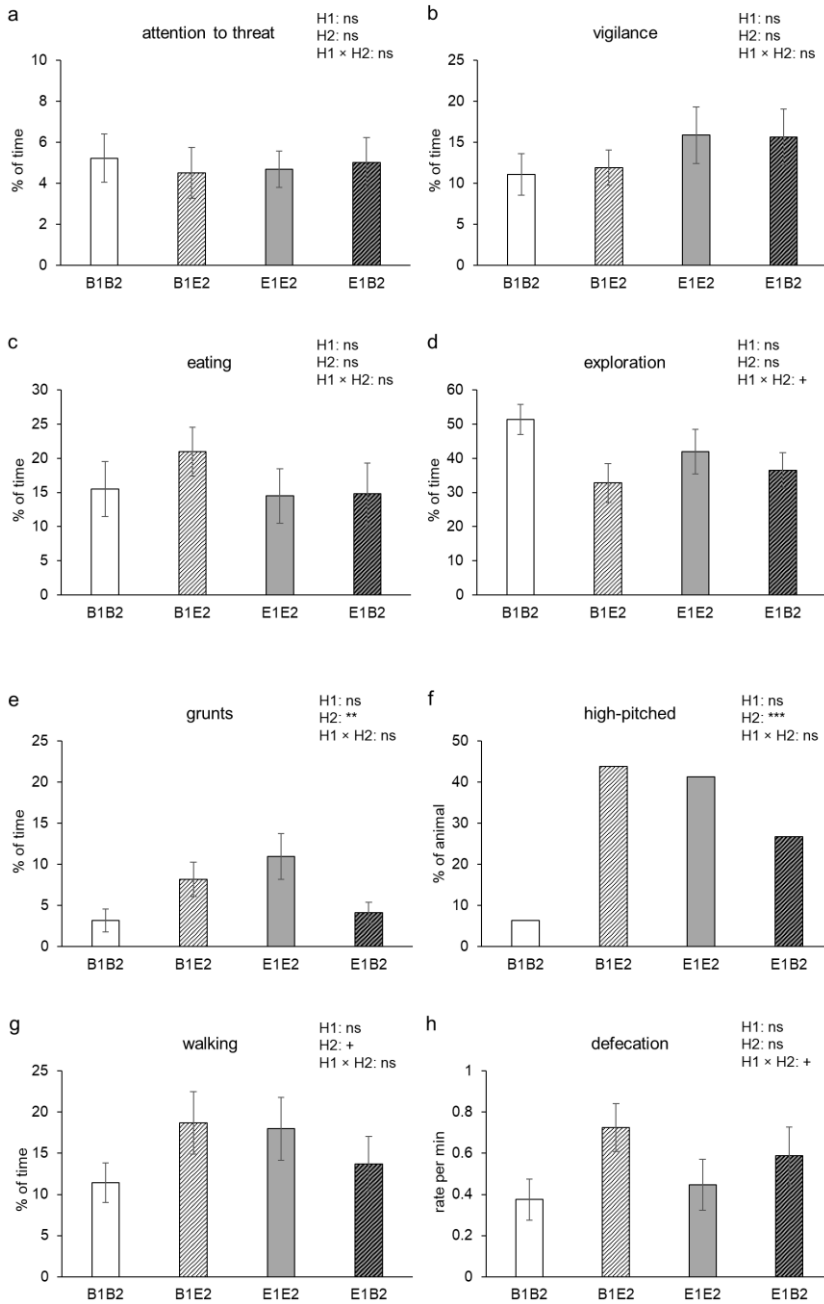 a
attention to threat
H1: ns
H2: ns
H1 × H2: ns
% of time
10
8
6
4
2
0
B1B2 B1E2 E1E2 E1B2
b
vigilance
H1: ns
H2: ns
H1 × H2: ns
% of time
25
20
15
10
5
0
B1B2 B1E2 E1E2 E1B2
c
eating
H1: ns
H2: ns
H1 × H2: ns
% of time
30
25
20
15
10
5
0
B1B2 B1E2 E1E2 E1B2
d
exploration
H1: ns
H2: ns
H1 × H2: +
% of time
60
50
40
30
20
10
0
B1B2 B1E2 E1E2 E1B2
e
grunts
H1: ns
H2: **
H1 × H2: ns
% of time
25
20
15
10
5
0
B1B2 B1E2 E1E2 E1B2
f
high-pitched
H1: ns
H2: ***
H1 × H2: ns
% of animal
50
40
30
20
10
0
B1B2 B1E2 E1E2 E1B2
g
walking
H1: ns
H2: +
H1 × H2: ns
% of time
25
20
15
10
5
0
B1B2 B1E2 E1E2 E1B2
h
defecation
H1: ns
H2: ns
H1 × H2: +
rate per min
1
0.8
0.6
0.4
0.2
0
B1B2 B1E2 E1E2 E1B2